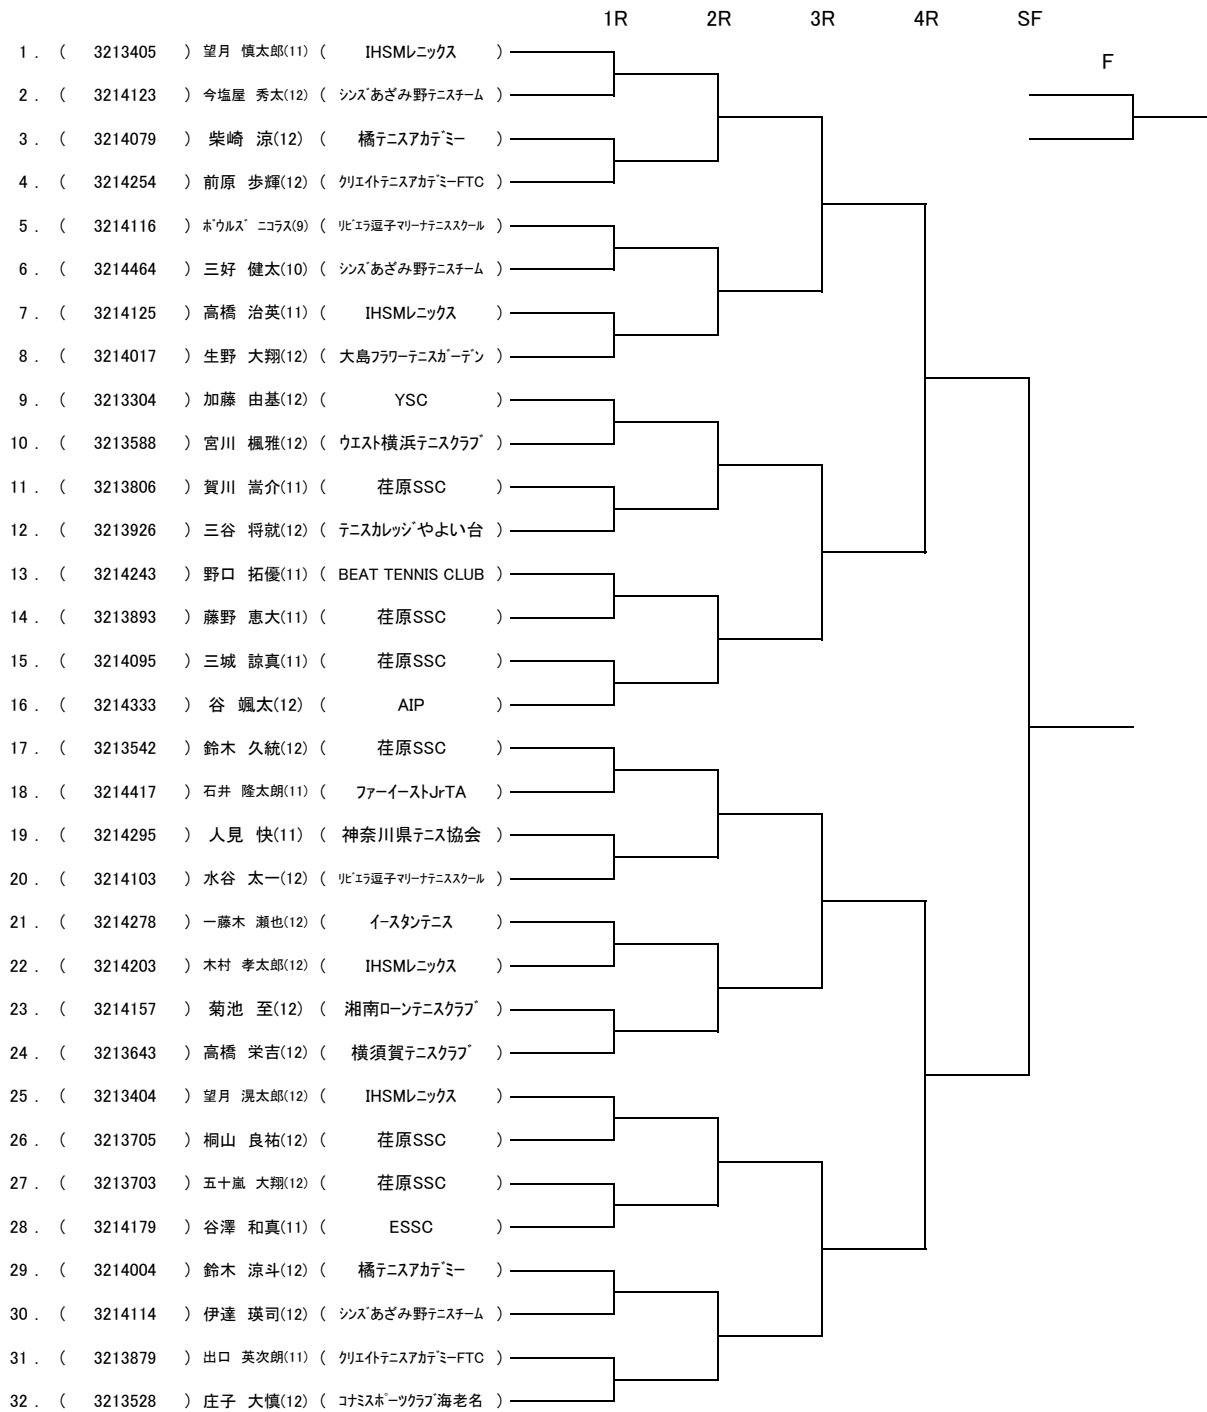 1R 2R 3R 4R SF
F
1 . ( 3213405 ) 望月 慎太郎(11) ( IHSMレニックス )
2 . ( 3214123 ) 今塩屋 秀太(12) ( シンズあざみ野テニスチーム )
3 . ( 3214079 ) 柴崎 涼(12) ( 橘テニスアカデミー )
4 . ( 3214254 ) 前原 歩輝(12) ( クリエイトテニスアカデミーFTC )
5 . ( 3214116 ) ボウルズ ニコラス(9) ( リビエラ逗子マリーナテニススクール )
6 . ( 3214464 ) 三好 健太(10) ( シンズあざみ野テニスチーム )
7 . ( 3214125 ) 高橋 治英(11) ( IHSMレニックス )
8 . ( 3214017 ) 生野 大翔(12) ( 大島フラワーテニスガーデン )
9 . ( 3213304 ) 加藤 由基(12) ( YSC )
10 . ( 3213588 ) 宮川 楓雅(12) ( ウエスト横浜テニスクラブ )
11 . ( 3213806 ) 賀川 嵩介(11) ( 荏原SSC )
12 . ( 3213926 ) 三谷 将就(12) ( テニスカレッジやよい台 )
13 . ( 3214243 ) 野口 拓優(11) ( BEAT TENNIS CLUB )
14 . ( 3213893 ) 藤野 恵大(11) ( 荏原SSC )
15 . ( 3214095 ) 三城 諒真(11) ( 荏原SSC )
16 . ( 3214333 ) 谷 颯太(12) ( AIP )
17 . ( 3213542 ) 鈴木 久統(12) ( 荏原SSC )
18 . ( 3214417 ) 石井 隆太朗(11) ( ファーイーストJrTA )
19 . ( 3214295 ) 人見 快(11) ( 神奈川県テニス協会 )
20 . ( 3214103 ) 水谷 太一(12) ( リビエラ逗子マリーナテニススクール )
21 . ( 3214278 ) 一藤木 瀬也(12) ( イースタンテニス )
22 . ( 3214203 ) 木村 孝太郎(12) ( IHSMレニックス )
23 . ( 3214157 ) 菊池 至(12) ( 湘南ローンテニスクラブ )
24 . ( 3213643 ) 高橋 栄吉(12) ( 横須賀テニスクラブ )
25 . ( 3213404 ) 望月 滉太郎(12) ( IHSMレニックス )
26 . ( 3213705 ) 桐山 良祐(12) ( 荏原SSC )
27 . ( 3213703 ) 五十嵐 大翔(12) ( 荏原SSC )
28 . ( 3214179 ) 谷澤 和真(11) ( ESSC )
29 . ( 3214004 ) 鈴木 涼斗(12) ( 橘テニスアカデミー )
30 . ( 3214114 ) 伊達 瑛司(12) ( シンズあざみ野テニスチーム )
31 . ( 3213879 ) 出口 英次朗(11) ( クリエイトテニスアカデミーFTC )
32 . ( 3213528 ) 庄子 大慎(12) ( コナミスポーツクラブ海老名 )